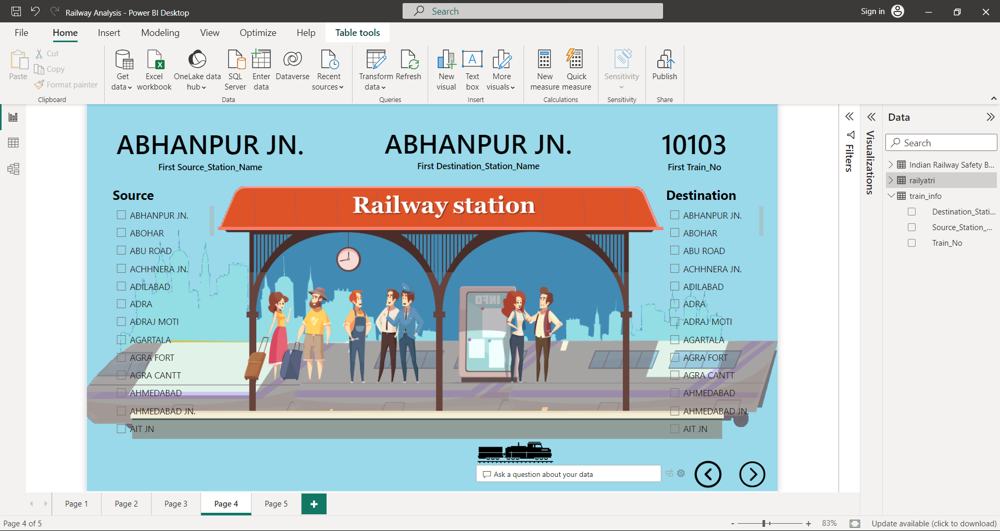 Railway Analysis - Power BI Desktop
Search
Sign in
File
Home
Insert
Modeling
View
Optimize
Help
Table tools
Paste
Cut
Copy
Format painter
Clipboard
Get data
Excel workbook
OneLake data hub
SQL Server
Enter data
Dataverse
Recent sources
Data
Transform data
Refresh
Queries
New visual
A
Text box
More visuals
Insert
New measure
Quick measure
Calculations
Sensitivity
Sensitivity
Publish
Share
ABHANPUR JN.
First Source_Station_Name
ABHANPUR JN.
First Destination_Station_Name
10103
First Train_No
Source
ABHANPUR JN.
ABOHAR
ABU ROAD
ACHHNERA JN.
ADILABAD
ADRA
ADRAJ MOTI
AGARTALA
AGRA FORT
AGRA CANTT
AHMEDABAD
AHMEDABAD JN.
AIT JN
Railway station
INFO
Destination
ABHANPUR JN.
ABOHAR
ABU ROAD
ACHHNERA JN.
ADILABAD
ADRA
ADRAJ MOTI
AGARTALA
AGRA FORT
AGRA CANTT
AHMEDABAD
AHMEDABAD JN.
AIT JN
Ask a question about your data
Filters
Visualizations
Data
Search
Indian Railway Safety B...
railyatri
train_info
Destination_Stati...
Source_Station_...
Train_No
Page 1
Page 2
Page 3
Page 4
Page 5
Page 4 of 5
- + 83%
Update available (click to download)